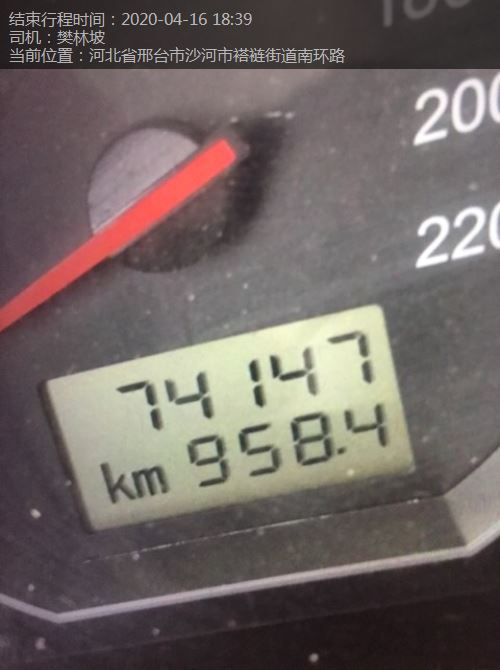 结束行程时间：2020-04-16 18:39
司机：樊林坡
当前位置：河北省邢台市沙河市褡裢街道南环路
180
200
220
74147
km 958.4